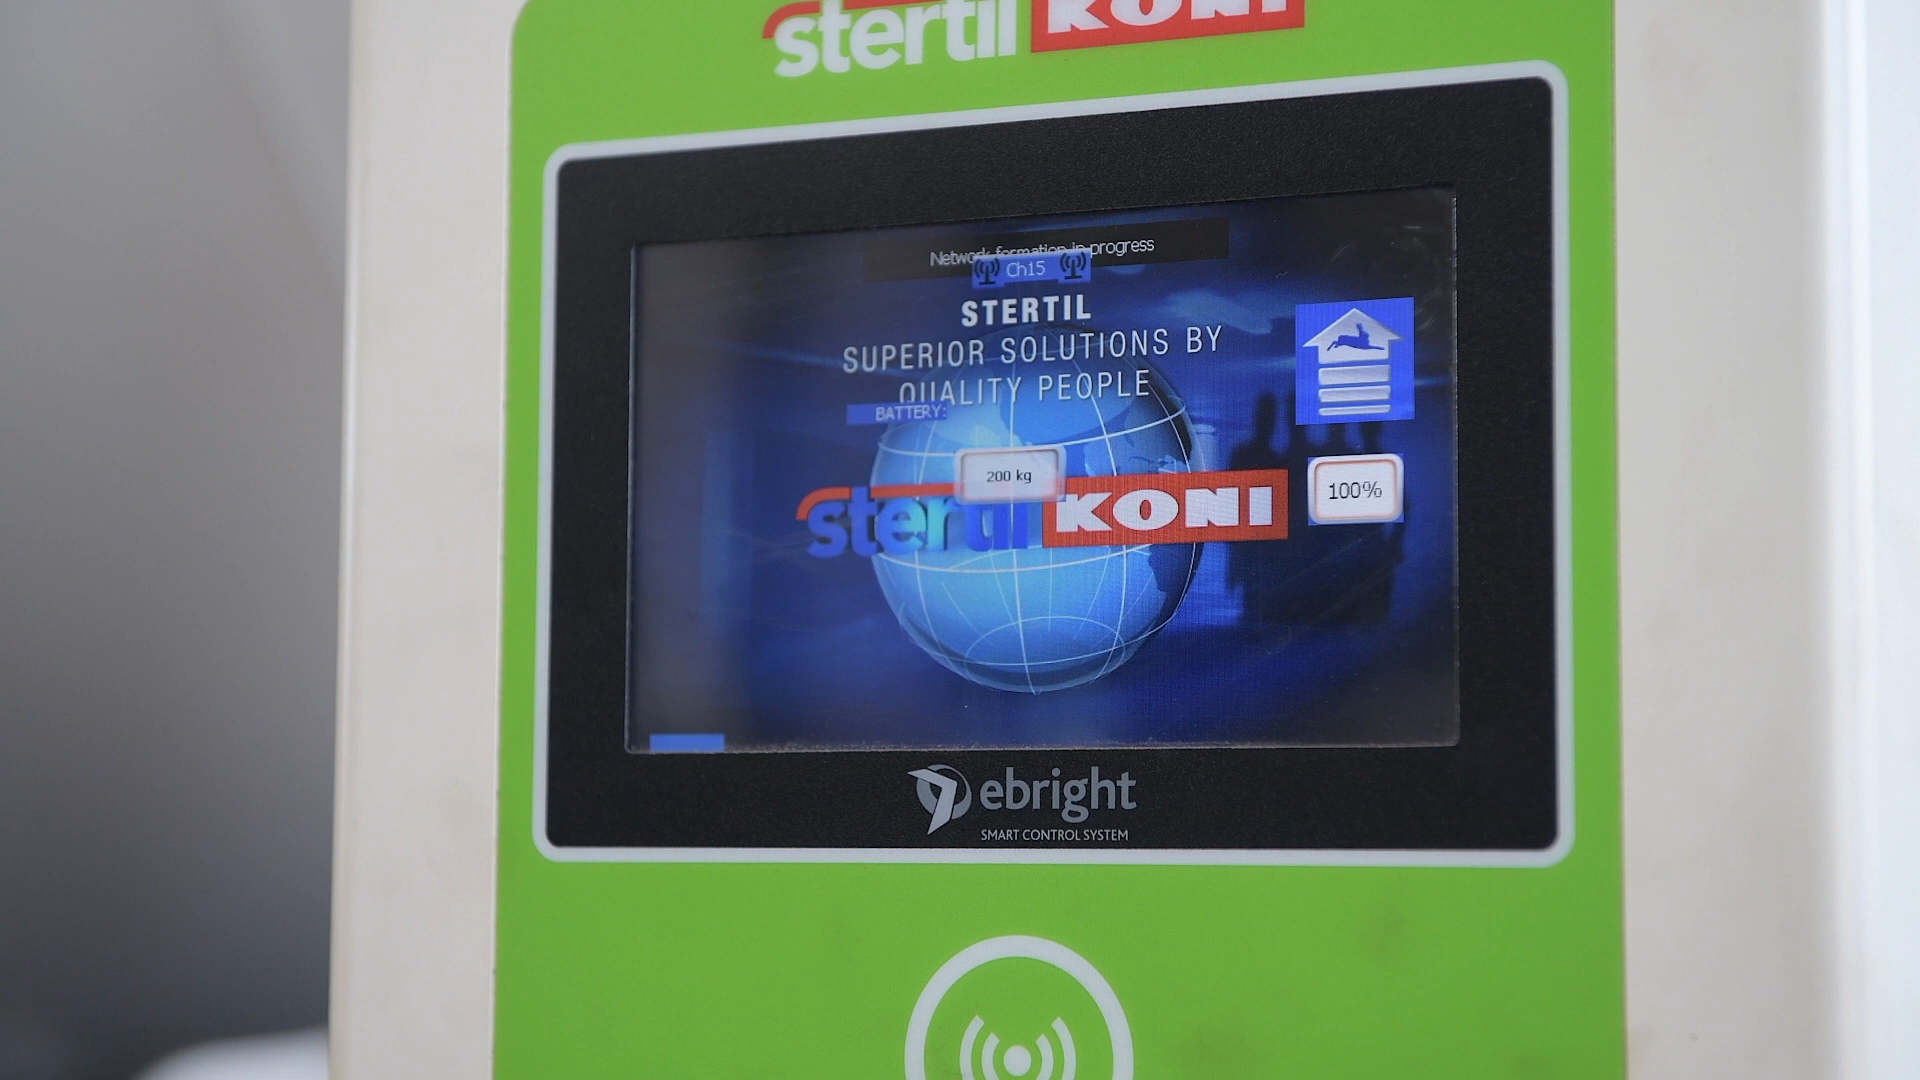 stertil KONI
Network formation in progress
Ch15
STERTIL
SUPERIOR SOLUTIONS BY
QUALITY PEOPLE
BATTERY:
200 kg
stertil KONI
100%
ebright
SMART CONTROL SYSTEM